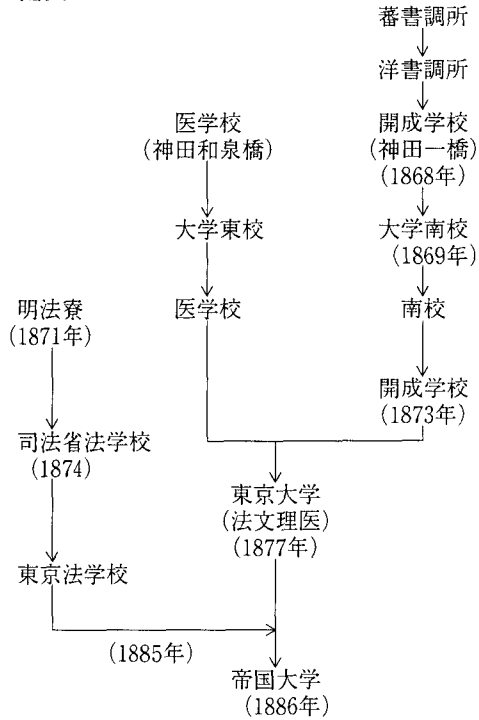 蕃書調所
洋書調所
医学校
(神田和泉橋)
開成学校
(神田一橋)
(1868年)
大学東校
大学南校
(1869年)
明法寮
(1871年)
医学校
南校
開成学校
(1873年)
司法省法学校
(1874)
東京大学
(法文理医)
(1877年)
東京法学校
(1885年)
帝国大学
(1886年)